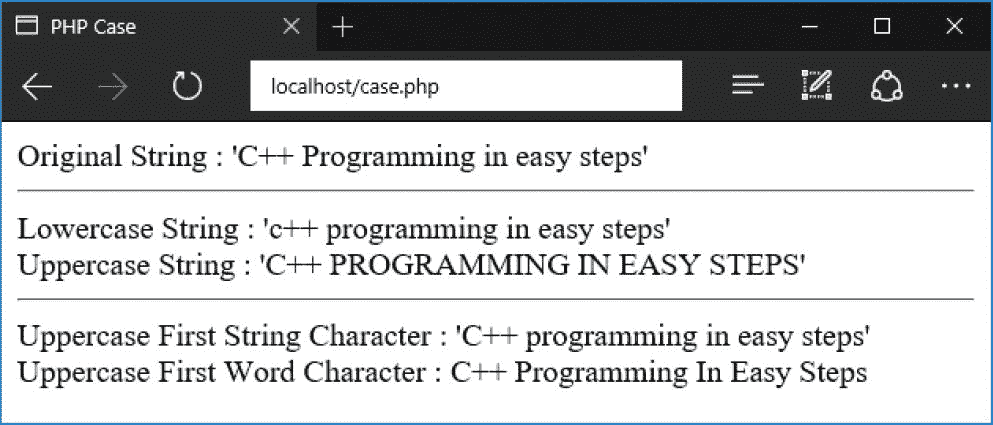 PHP Case
localhost/case.php
Original String : 'C++ Programming in easy steps'
Lowercase String : 'c++ programming in easy steps'
Uppercase String : 'C++ PROGRAMMING IN EASY STEPS'
Uppercase First String Character : 'C++ programming in easy steps'
Uppercase First Word Character : C++ Programming In Easy Steps